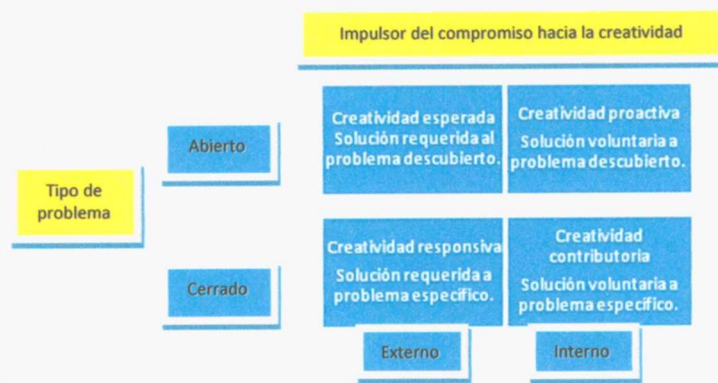 Impulsor del compromiso hacia la creatividad
Abierto
Creatividad esperada
Solución requerida al
problema descubierto.
Creatividad proactiva
Solución voluntaria a
problema descubierto.
Tipo de
problema
Cerrado
Creatividad responsiva
Solución requerida a
problema específico.
Creatividad
contributoria
Solución voluntaria a
problema específico.
Externo
Interno